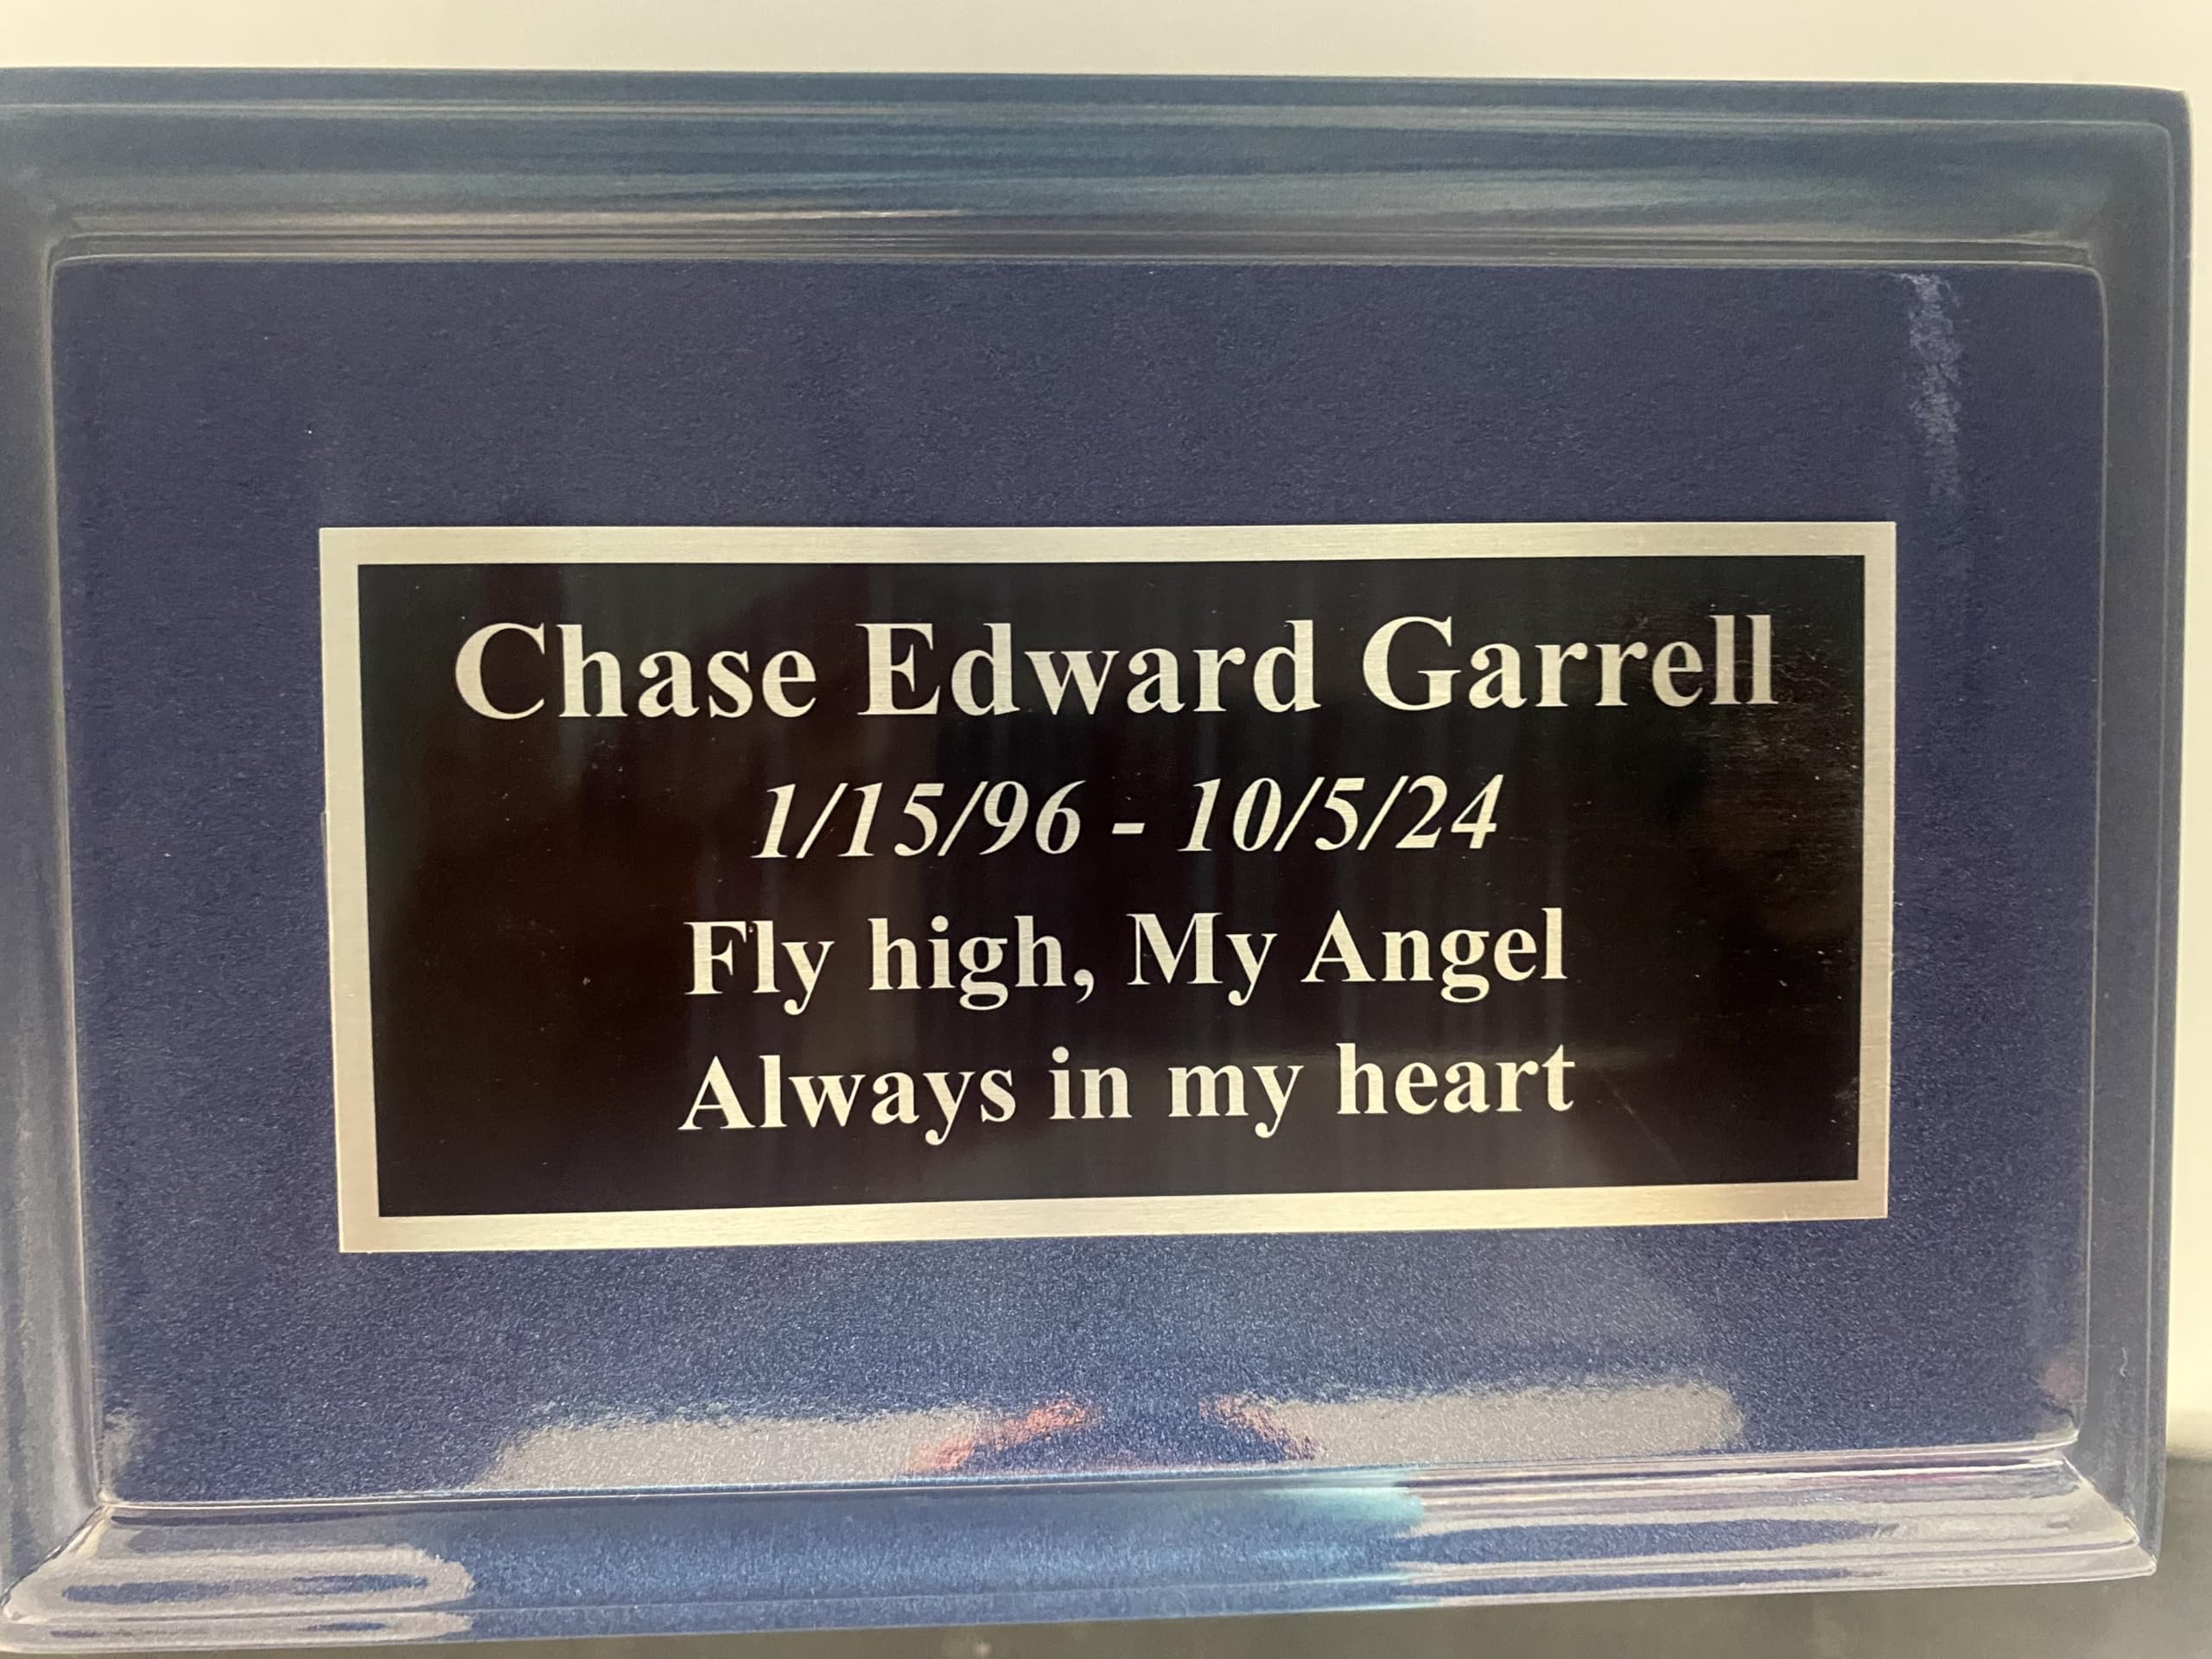 Chase Edward Garrell
1/15/96 - 10/5/24
Fly high, My Angel
Always in my heart